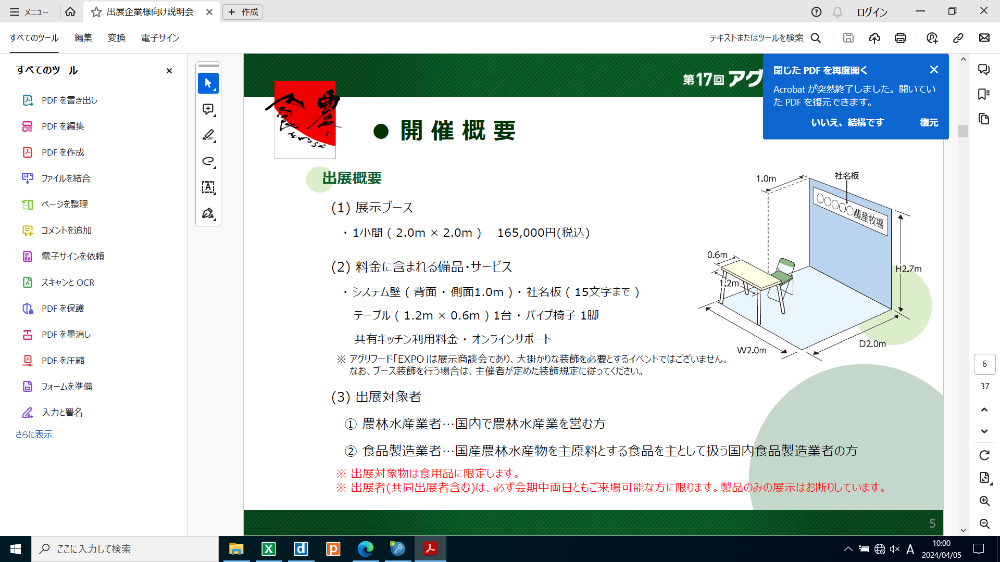 メニュー
出展企業様向け説明会
作成
ログイン
すべてのツール
編集
変換
電子サイン
テキストまたはツールを検索
すべてのツール
PDF を書き出し
PDF を編集
PDF を作成
ファイルを結合
ページを整理
コメントを追加
電子サインを依頼
スキャンと OCR
PDF を保護
PDF を墨消し
PDF を圧縮
フォームを準備
入力と署名
さらに表示
第17回 アグ
閉じた PDF を再度開く
Acrobat が突然終了しました。開いてい
た PDF を復元できます。
いいえ、結構です
復元
● 開 催 概 要
出展概要
(1) 展示ブース
・ 1小間 ( 2.0m × 2.0m ) 165,000円(税込)
(2) 料金に含まれる備品・サービス
・ システム壁 ( 背面 ・ 側面1.0m ) ・ 社名板 ( 15文字まで )
テーブル ( 1.2m × 0.6m ) 1台 ・ パイプ椅子 1脚
共有キッチン利用料金 ・ オンラインサポート
※ アグリフード「EXPO」は展示商談会であり、大掛かりな装飾を必要とするイベントではございません。
なお、ブース装飾を行う場合は、主催者が定めた装飾規定に従ってください。
(3) 出展対象者
① 農林水産業者…国内で農林水産業を営む方
② 食品製造業者…国産農林水産物を主原料とする食品を主として扱う国内食品製造業者の方
※ 出展対象物は食用品に限定します。
※ 出展者(共同出展者含む)は、必ず会期中両日ともご来場可能な方に限ります。製品のみの展示はお断りしています。
社名板
1.0m
〇〇〇〇〇農産牧場
0.6m
1.2m
H2.7m
W2.0m
D2.0m
5
6
37
ここに入力して検索
A
10:00
2024/04/05